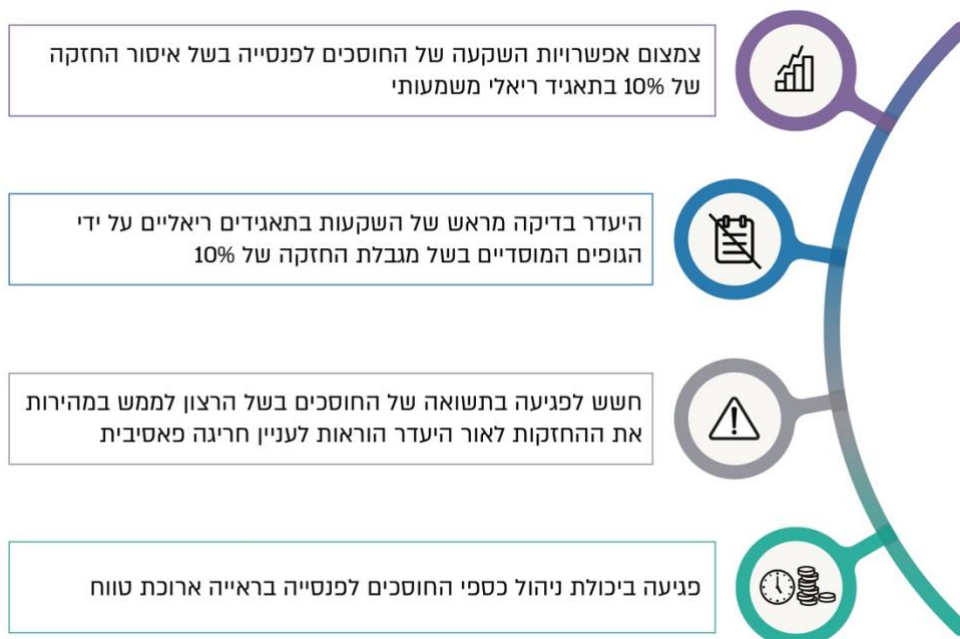 צמצום אפשרויות השקעה של החוסכים לפנסייה בשל איסור החזקה
של 10% בתאגיד ריאלי משמעותי
היעדר בדיקה מראש של השקעות בתאגידים ריאליים על ידי
הגופים המוסדיים בשל מגבלת החזקה של 10%
חשש לפגיעה בתשואה של החוסכים בשל הרצון לממש במהירות
את ההחזקות לאור היעדר הוראות לעניין חריגה פאסיבית
פגיעה ביכולת ניהול כספי החוסכים לפנסייה בראייה ארוכת טווח